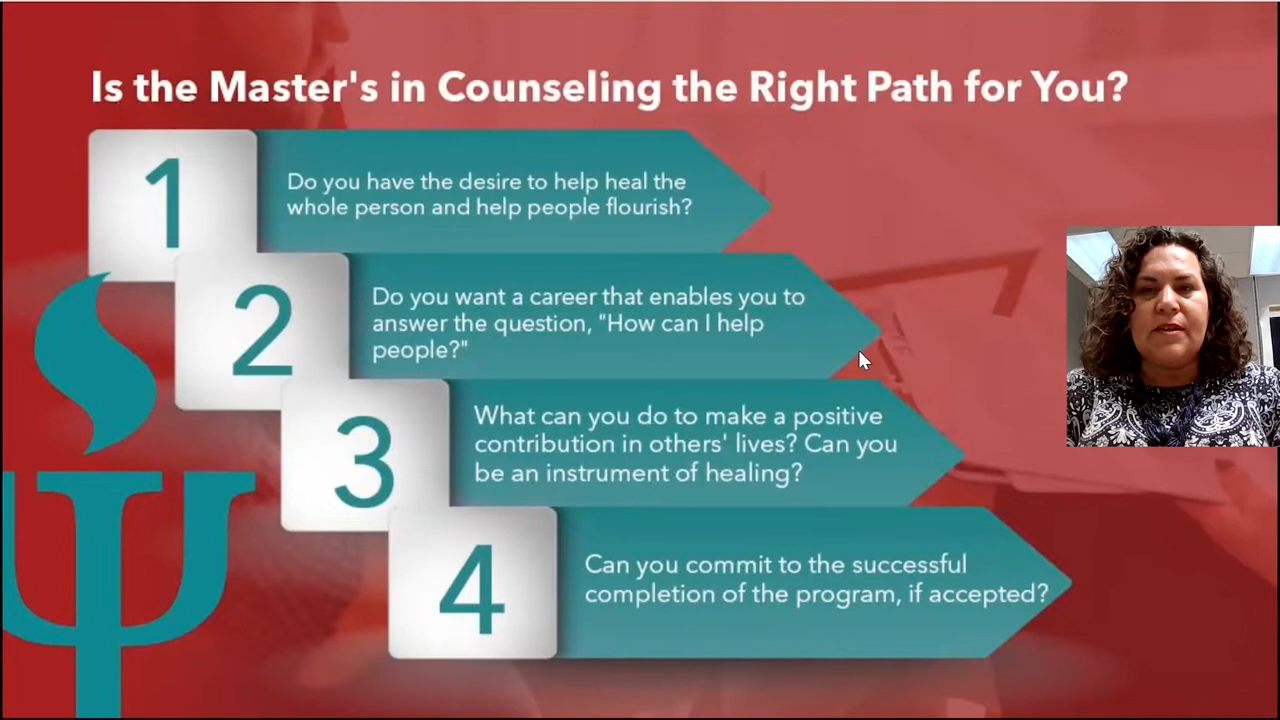 Is the Master's in Counseling the Right Path for You?
1
Do you have the desire to help heal the
whole person and help people flourish?
2
Do you want a career that enables you to
answer the question, "How can I help
people?"
3
What can you do to make a positive
contribution in others' lives? Can you
be an instrument of healing?
4
Can you commit to the successful
completion of the program, if accepted?